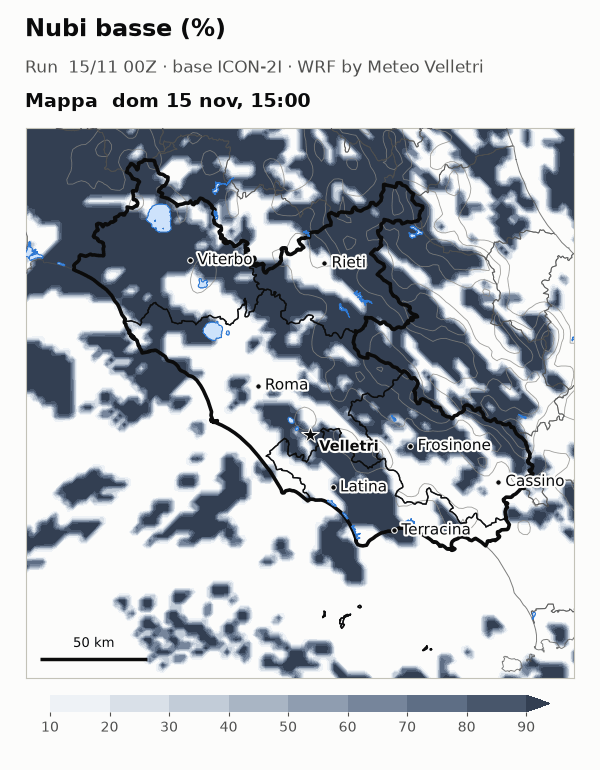 Nubi basse (%)
Run  15/11 00Z · base ICON-2I · WRF by Meteo Velletri
Mappa  dom 15 nov, 15:00
Viterbo
Rieti
Roma
Velletri
Frosinone
Cassino
Latina
Terracina
50 km
10 20 30 40 50 60 70 80 90